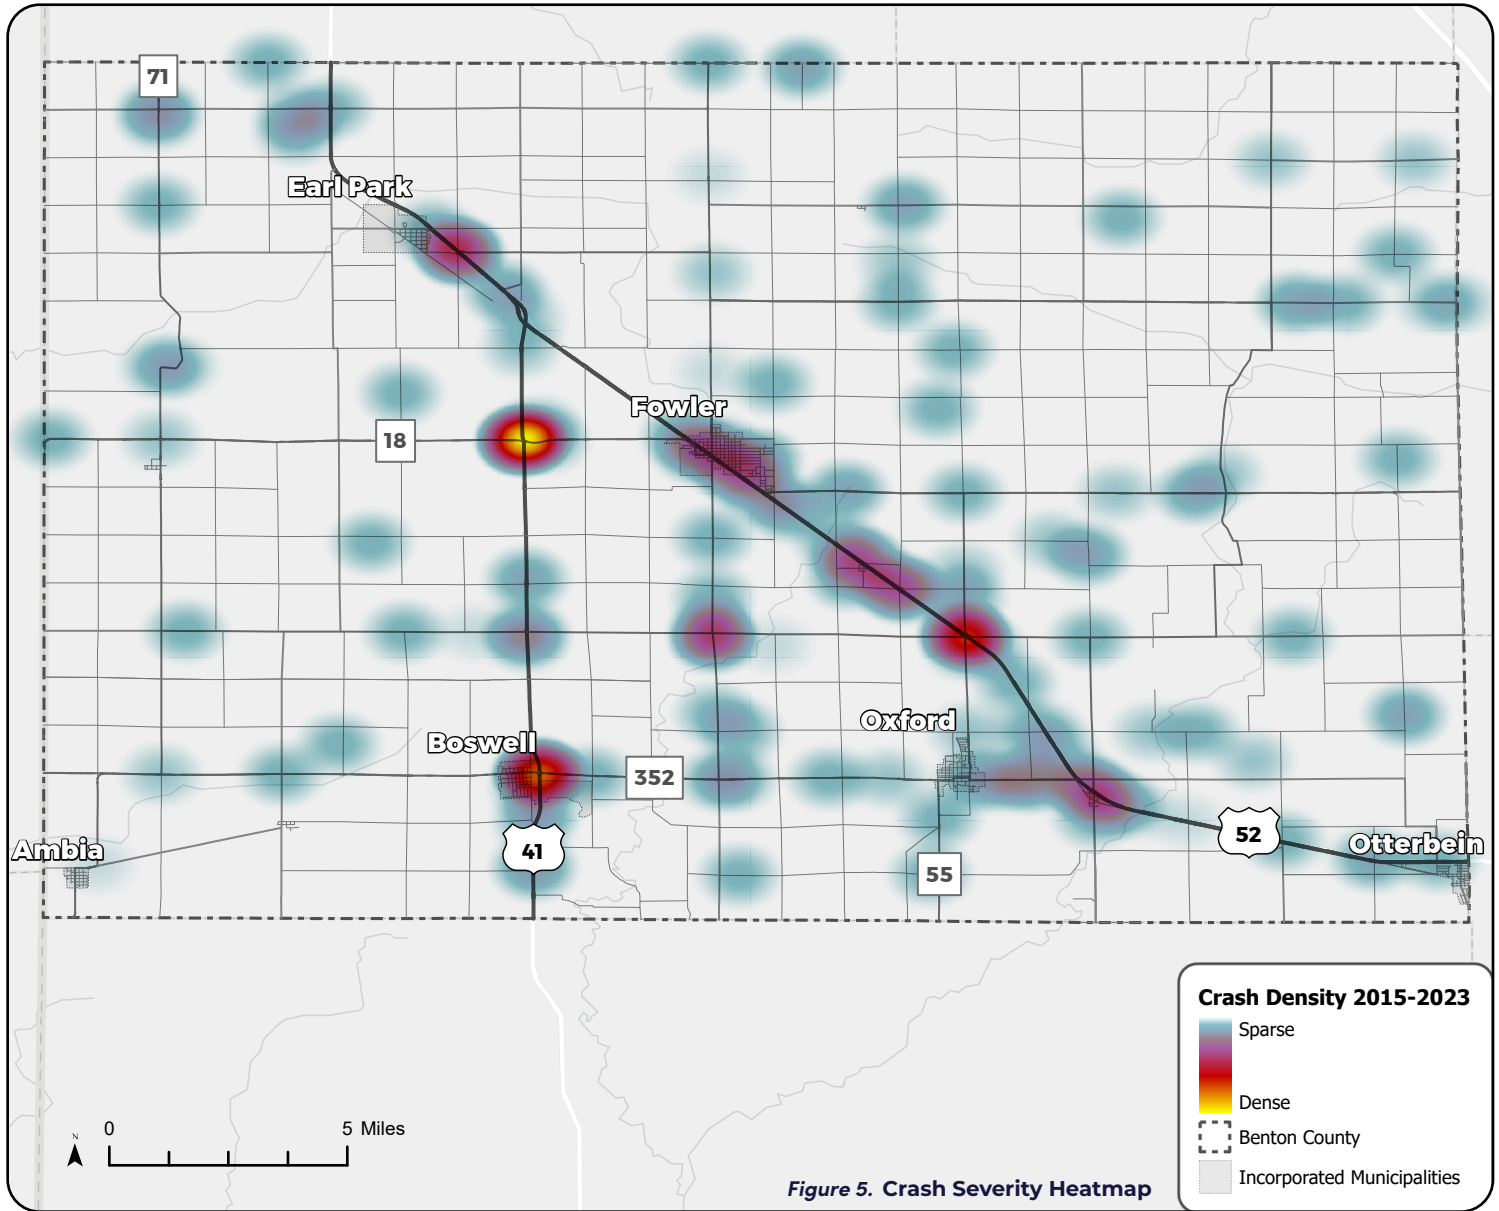 71
Earl Park
Fowler
18
Oxford
Boswell
352
Ambia
41
52
Otterbein
55
Crash Density 2015-2023
Sparse
Dense
Benton County
Incorporated Municipalities
N
0 5 Miles
Figure 5. Crash Severity Heatmap